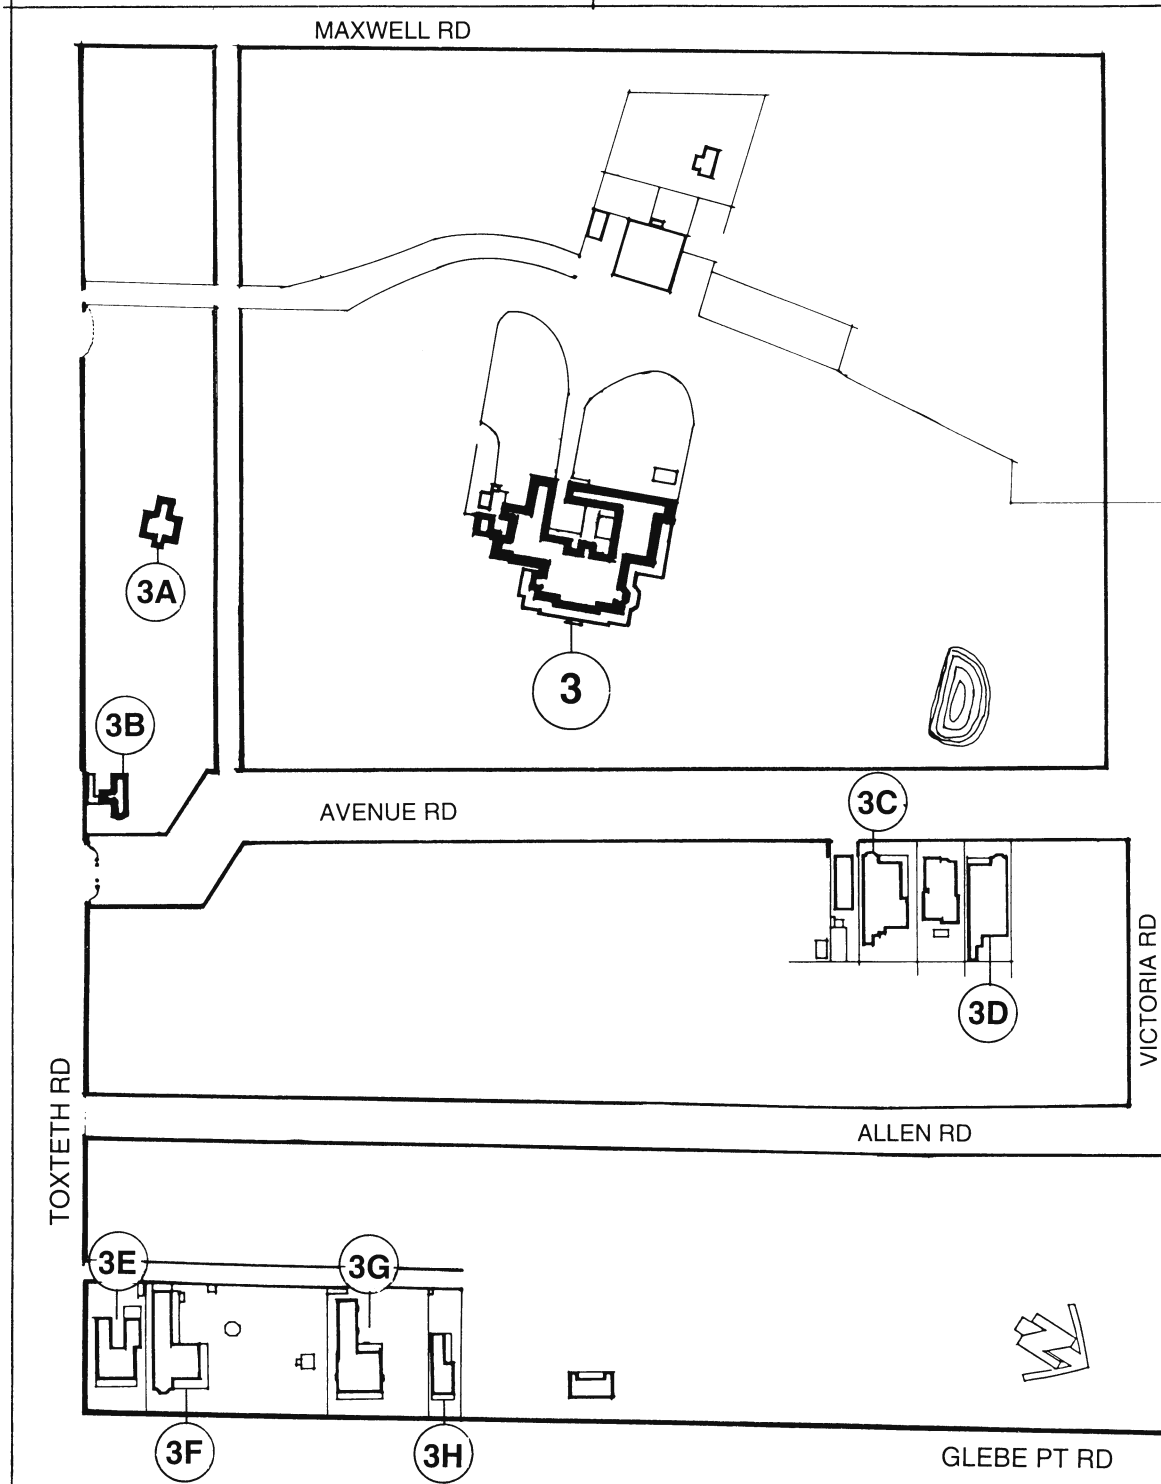 MAXWELL RD
3A
3
3B
3C
AVENUE RD
VICTORIA RD
3D
TOXTETH RD
ALLEN RD
3E
3G
3F
3H
GLEBE PT RD